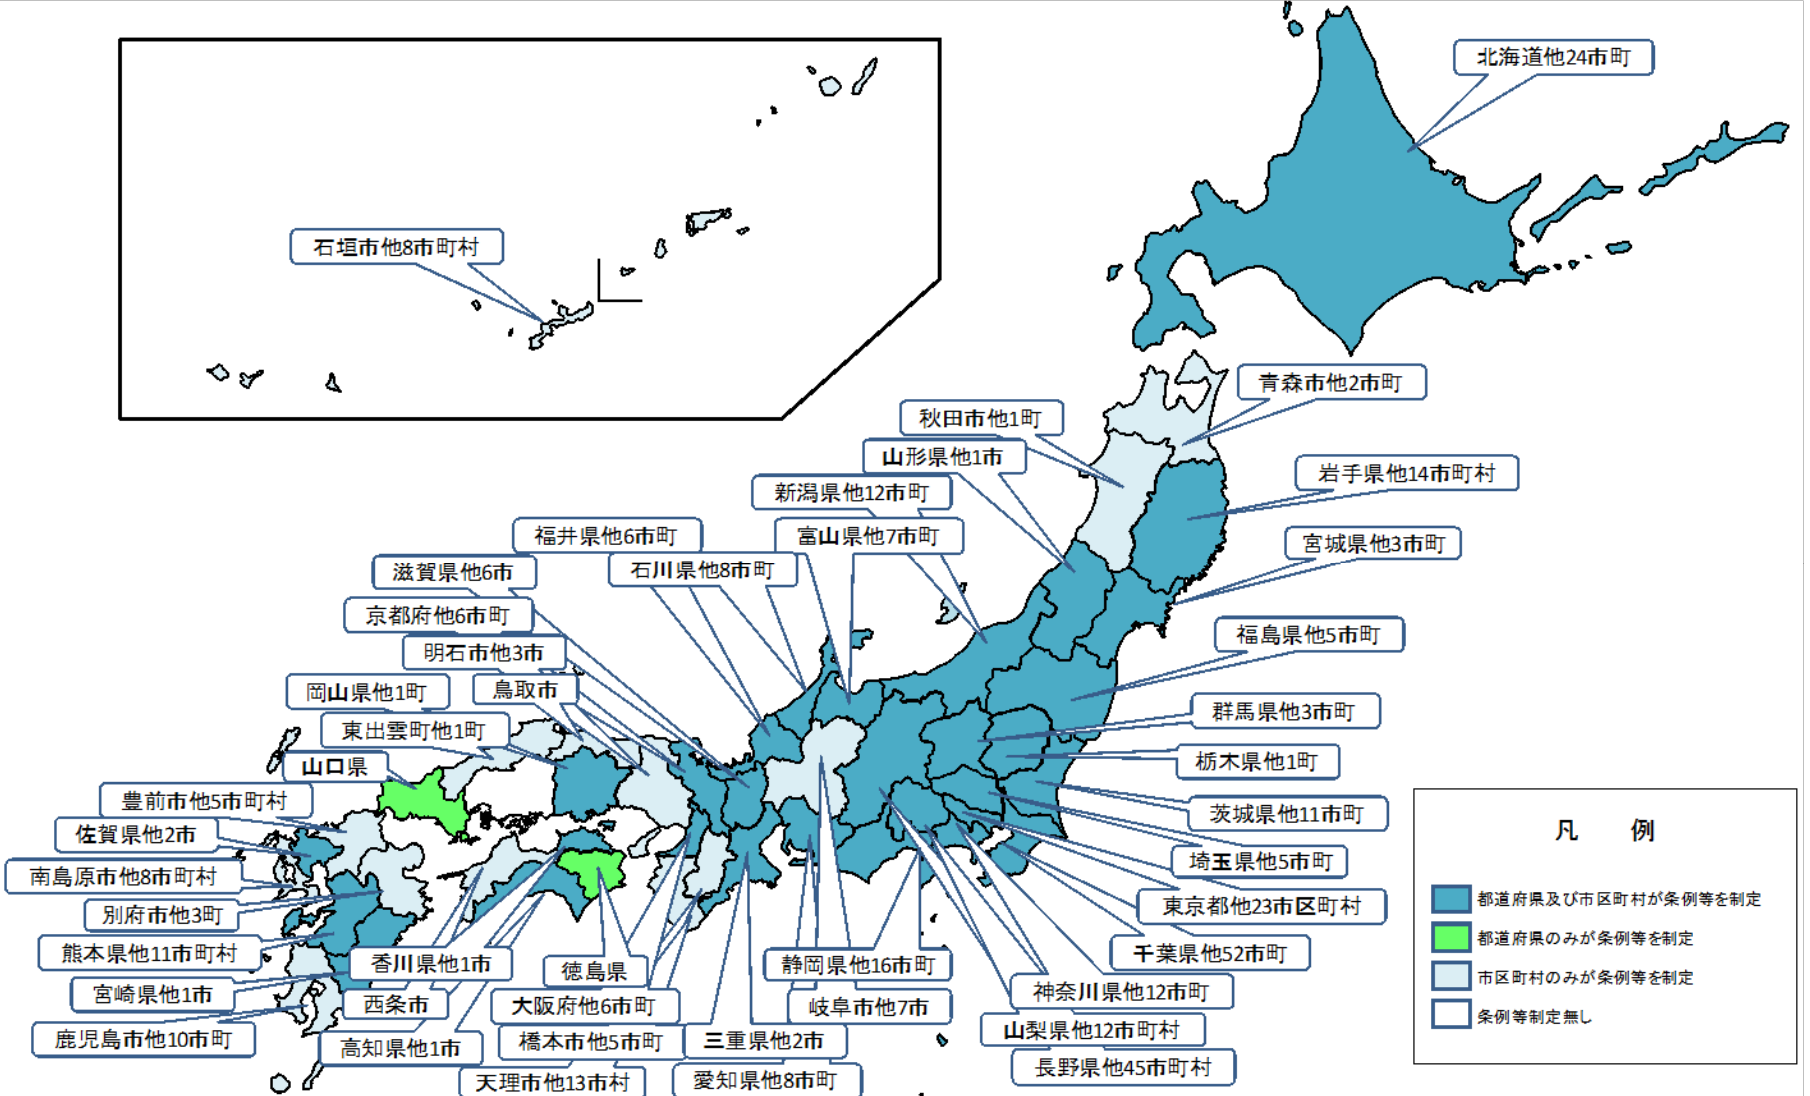 北海道他24市町
石垣市他8市町村
青森市他2市町
秋田市他1町
山形県他1市
岩手県他14市町村
新潟県他12市町
福井県他6市町
富山県他7市町
宮城県他3市町
滋賀県他6市
石川県他8市町
京都府他6市町
福島県他5市町
明石市他3市
岡山県他1町
鳥取市
群馬県他3市町
東出雲町他1町
山口県
栃木県他1町
豊前市他5市町村
茨城県他11市町
佐賀県他2市
埼玉県他5市町
南島原市他8市町村
東京都他23市区町村
別府市他3町
熊本県他11市町村
千葉県他52市町
香川県他1市
徳島県
静岡県他16市町
宮崎県他1市
神奈川県他12市町
西条市
大阪府他6市町
岐阜市他7市
鹿児島市他10市町
山梨県他12市町村
高知県他1市
橋本市他5市町
三重県他2市
長野県他45市町村
天理市他13市村
愛知県他8市町
凡 例
都道府県及び市区町村が条例等を制定
都道府県のみが条例等を制定
市区町村のみが条例等を制定
条例等制定無し